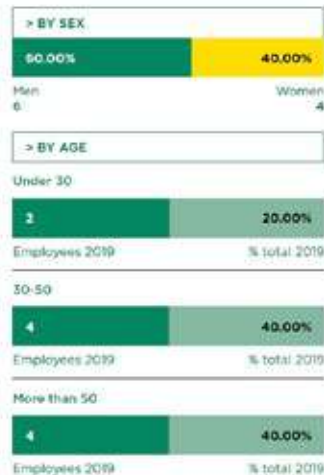 > BY SEX
60.00% 40.00%
Men Women
6 4
> BY AGE
Under 30
2 20.00%
Employees 2019 % total 2019
30-50
4 40.00%
Employees 2019 % total 2019
More than 50
4 40.00%
Employees 2019 % total 2019